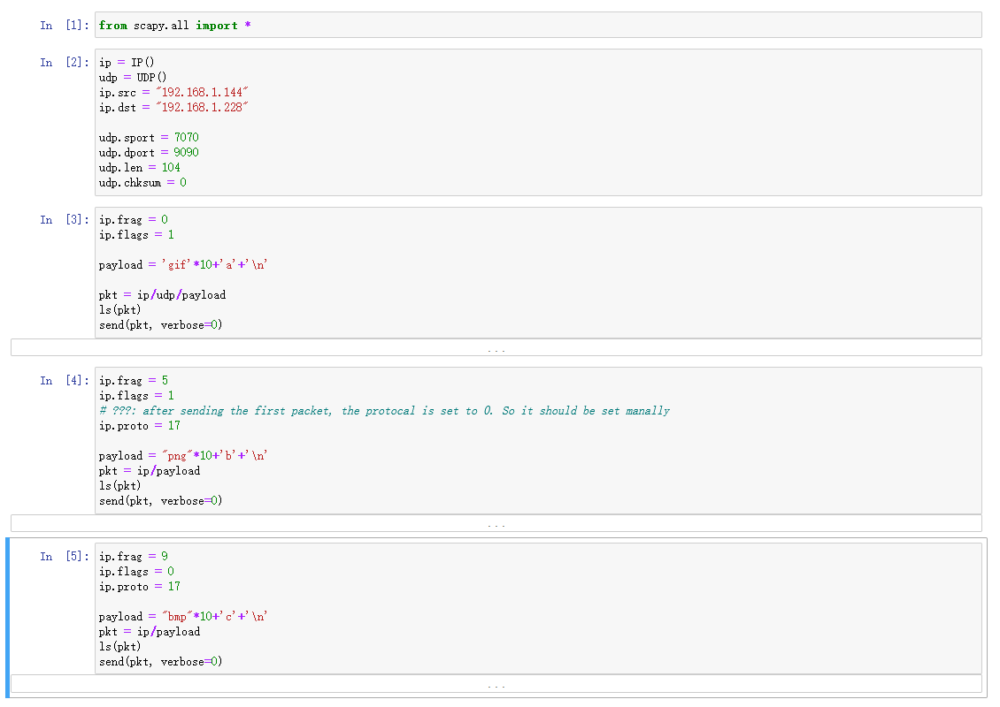 In [1]: from scapy.all import *
In [2]: ip = IP()
udp = UDP()
ip.src = "192.168.1.144"
ip.dst = "192.168.1.228"
udp.sport = 7070
udp.dport = 9090
udp.len = 104
udp.chksum = 0
In [3]: ip.frag = 0
ip.flags = 1
payload = 'gif'*10+'a'+'\n'
pkt = ip/udp/payload
ls(pkt)
send(pkt, verbose=0)
...
In [4]: ip.frag = 5
ip.flags = 1
# ???: after sending the first packet, the protocal is set to 0. So it should be set manally
ip.proto = 17
payload = "png"*10+'b'+'\n'
pkt = ip/payload
ls(pkt)
send(pkt, verbose=0)
...
In [5]: ip.frag = 9
ip.flags = 0
ip.proto = 17
payload = "bmp"*10+'c'+'\n'
pkt = ip/payload
ls(pkt)
send(pkt, verbose=0)
...